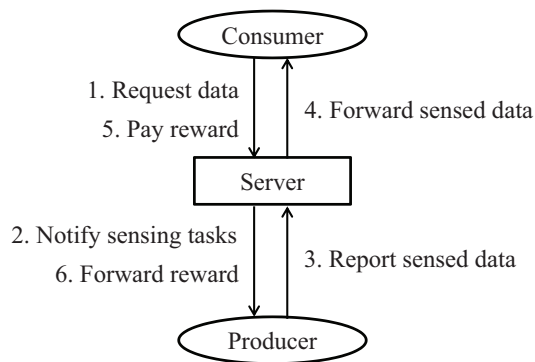 Consumer
1. Request data
5. Pay reward
4. Forward sensed data
Server
2. Notify sensing tasks
6. Forward reward
3. Report sensed data
Producer